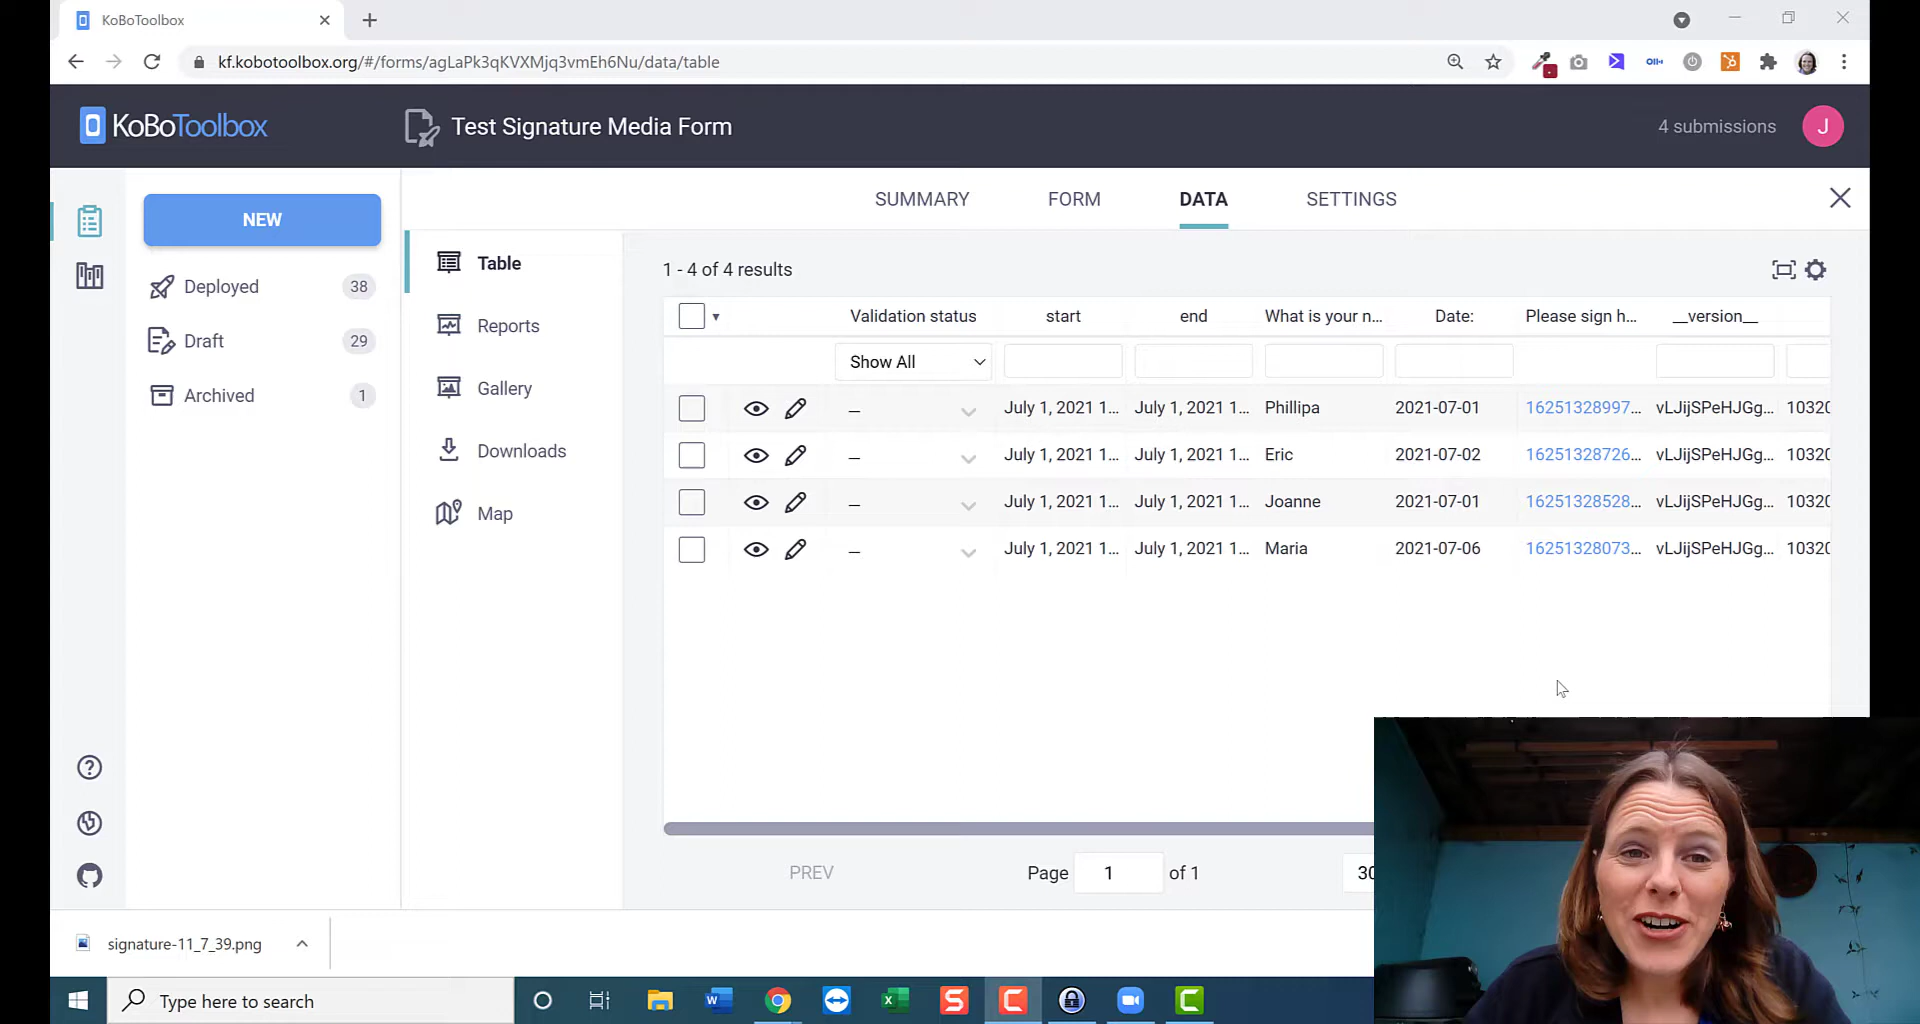 KoBoToolbox
kf.kobotoolbox.org/#/forms/agLaPk3qKVXMjq3vmEh6Nu/data/table
KoBoToolbox
Test Signature Media Form
4 submissions
J
SUMMARY FORM DATA SETTINGS
NEW
Deployed 38
Draft 29
Archived 1
Table
Reports
Gallery
Downloads
Map
1 - 4 of 4 results
Validation status start end What is your n... Date: Please sign h... __version__
Show All
– July 1, 2021 1... July 1, 2021 1... Phillipa 2021-07-01 16251328997... vLJijSPeHJGg... 1032
– July 1, 2021 1... July 1, 2021 1... Eric 2021-07-02 16251328726... vLJijSPeHJGg... 1032
– July 1, 2021 1... July 1, 2021 1... Joanne 2021-07-01 16251328528... vLJijSPeHJGg... 1032
– July 1, 2021 1... July 1, 2021 1... Maria 2021-07-06 16251328073... vLJijSPeHJGg... 1032
PREV Page 1 of 1 30
signature-11_7_39.png
Type here to search